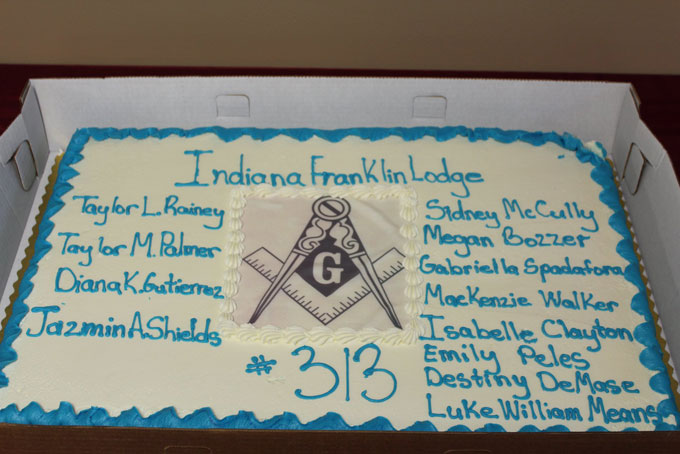 Indiana Franklin Lodge
Taylor L. Rainey
Taylor M. Palmer
Diana K. Gutierrez
Jazmin A. Shields
G
Sidney McCully
Megan Bozzer
Gabriella Spadafora
Mackenzie Walker
Isabelle Clayton
Emily Peles
Destiny DeMase
Luke William Means
# 313